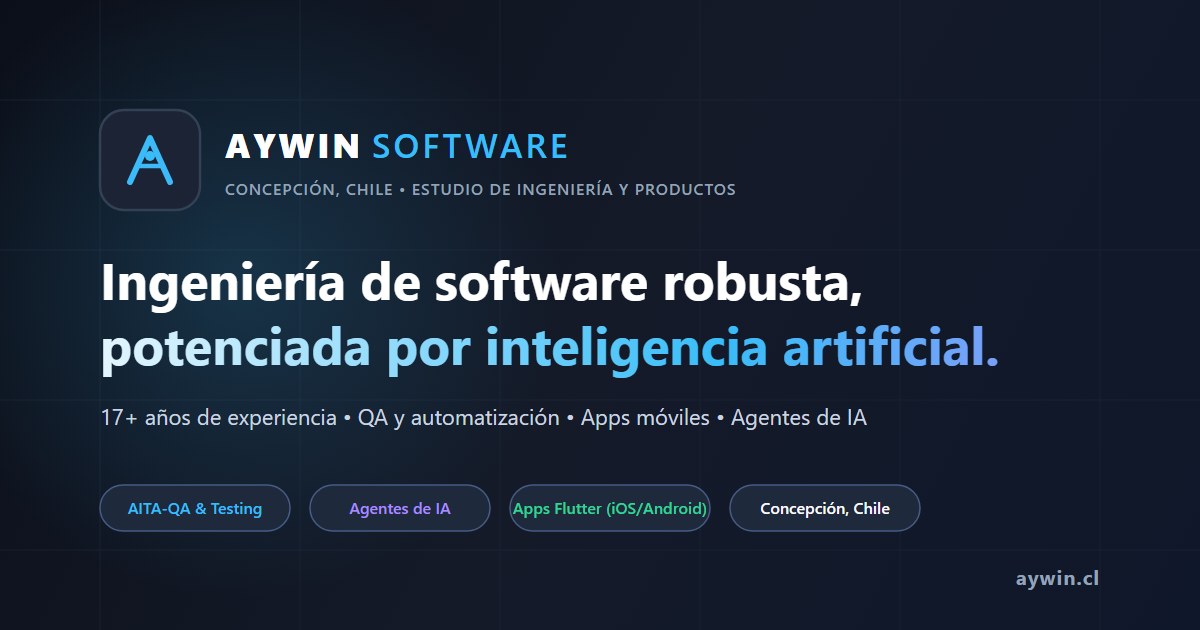 AYWIN SOFTWARE
CONCEPCIÓN, CHILE • ESTUDIO DE INGENIERÍA Y PRODUCTOS
Ingeniería de software robusta,
potenciada por inteligencia artificial.
17+ años de experiencia • QA y automatización • Apps móviles • Agentes de IA
AITA-QA & Testing
Agentes de IA
Apps Flutter (iOS/Android)
Concepción, Chile
aywin.cl